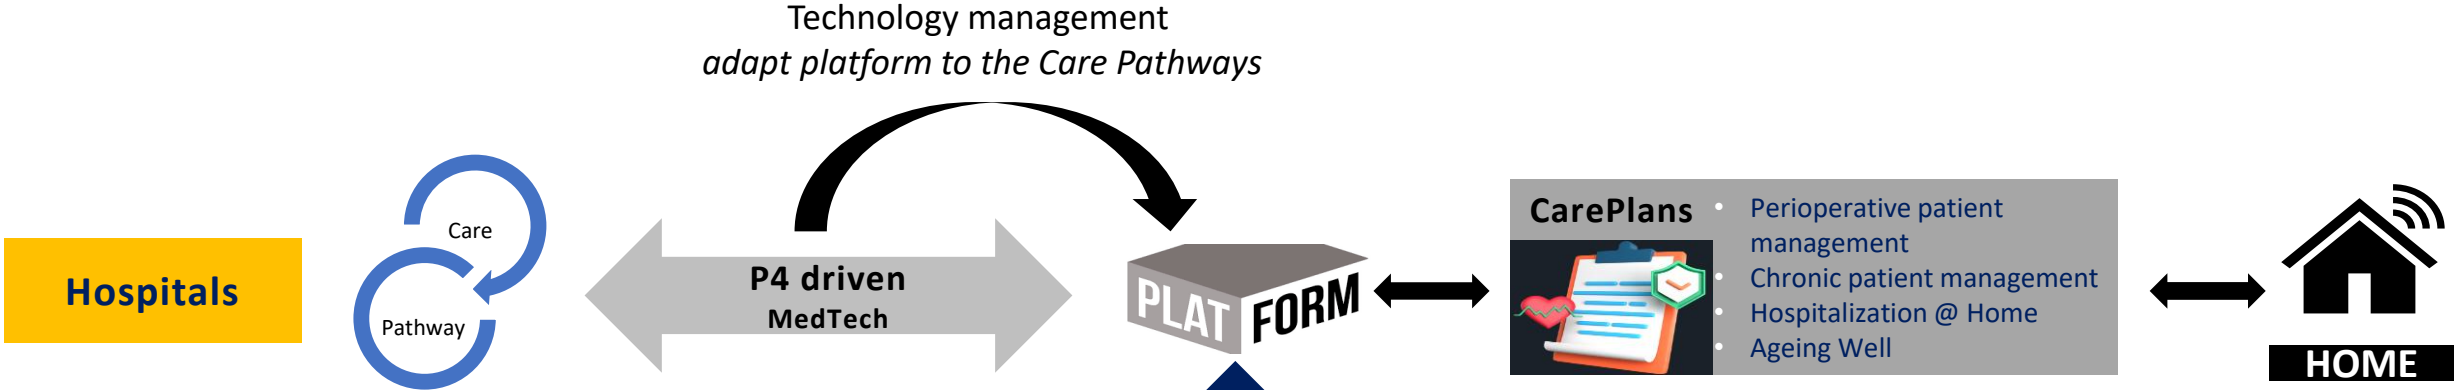 Technology management
adapt platform to the Care Pathways
Hospitals
Care
Pathway
P4 driven
MedTech
PLAT FORM
CarePlans
• Perioperative patient
management
• Chronic patient management
• Hospitalization @ Home
• Ageing Well
HOME